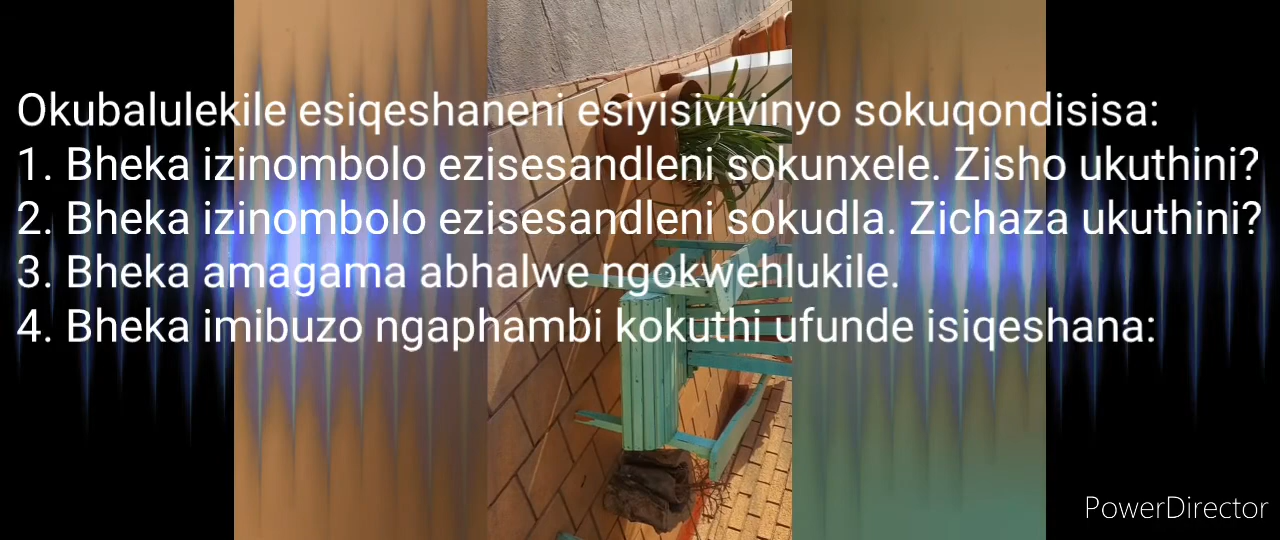 Okubalulekile esiqeshaneni esiyisivivinyo sokuqondisisa:
1. Bheka izinombolo ezisesandleni sokunxele. Zisho ukuthini?
2. Bheka izinombolo ezisesandleni sokudla. Zichaza ukuthini?
3. Bheka amagama abhalwe ngokwehlukile.
4. Bheka imibuzo ngaphambi kokuthi ufunde isiqeshana:
PowerDirector